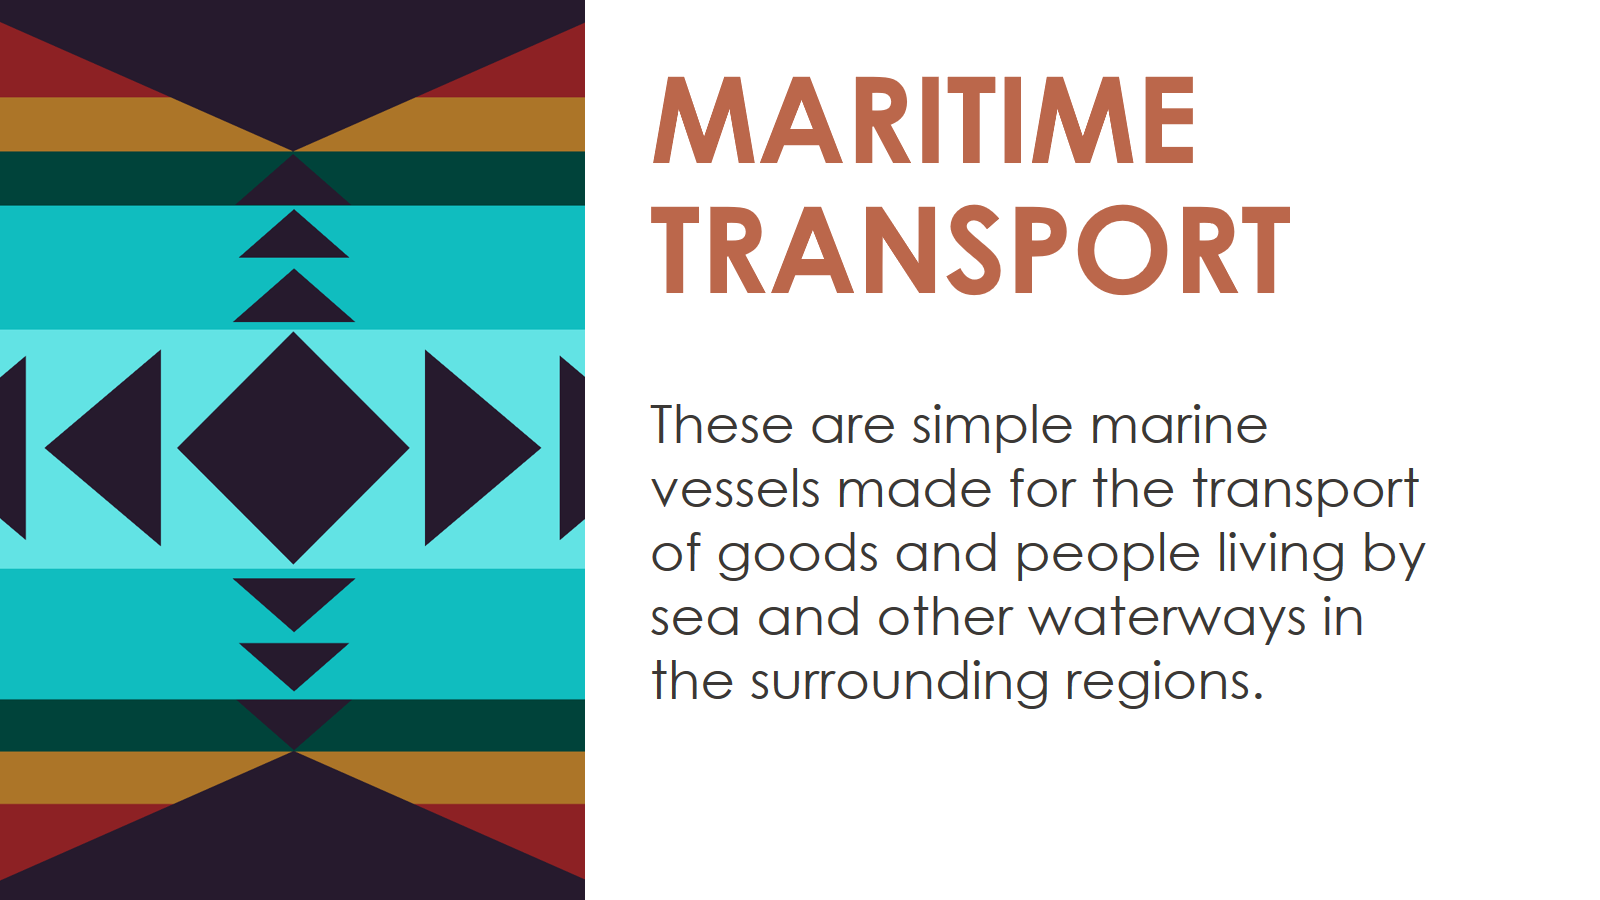 MARITIME
TRANSPORT
These are simple marine
vessels made for the transport
of goods and people living by
sea and other waterways in
the surrounding regions.